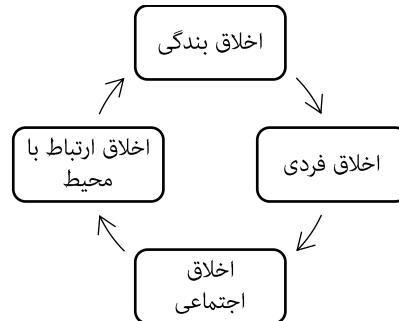 اخلاق بندگی
اخلاق فردی
اخلاق
اجتماعی
اخلاق ارتباط با
محیط